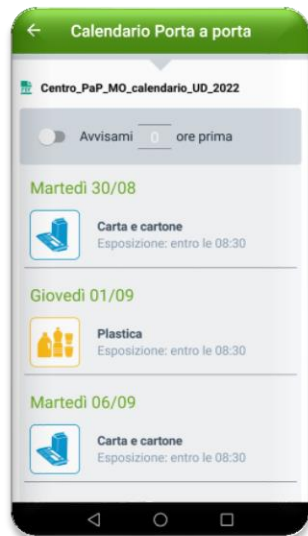 Calendario Porta a porta
Centro_PaP_MO_calendario_UD_2022
Avvisami 0 ore prima
Martedì 30/08
Carta e cartone
Esposizione: entro le 08:30
Giovedì 01/09
Plastica
Esposizione: entro le 08:30
Martedì 06/09
Carta e cartone
Esposizione: entro le 08:30